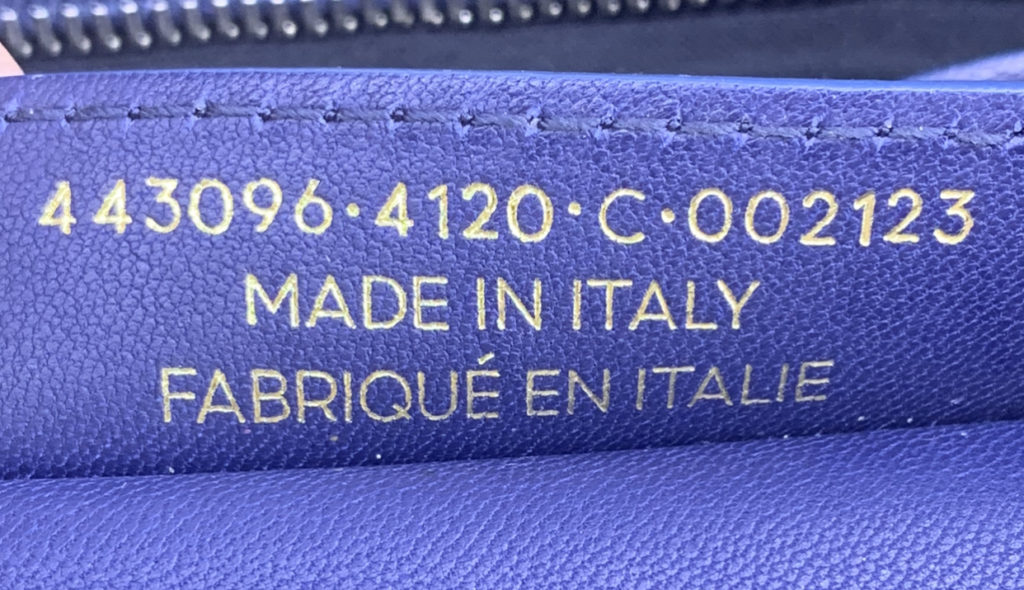 443096·4120·C·002123
MADE IN ITALY
FABRIQUÉ EN ITALIE